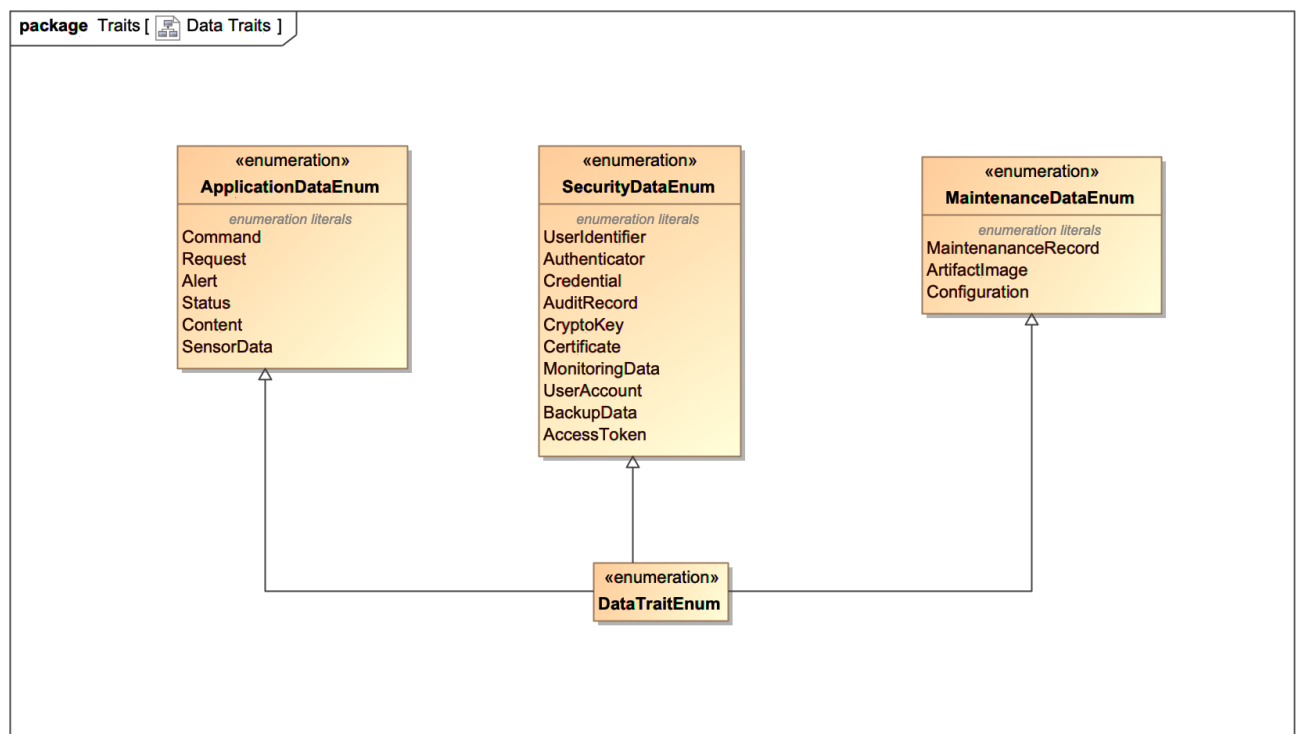 package Traits [ Data Traits ]
«enumeration»
ApplicationDataEnum
enumeration literals
Command
Request
Alert
Status
Content
SensorData
«enumeration»
SecurityDataEnum
enumeration literals
UserIdentifier
Authenticator
Credential
AuditRecord
CryptoKey
Certificate
MonitoringData
UserAccount
BackupData
AccessToken
«enumeration»
MaintenanceDataEnum
enumeration literals
MaintenananceRecord
ArtifactImage
Configuration
«enumeration»
DataTraitEnum